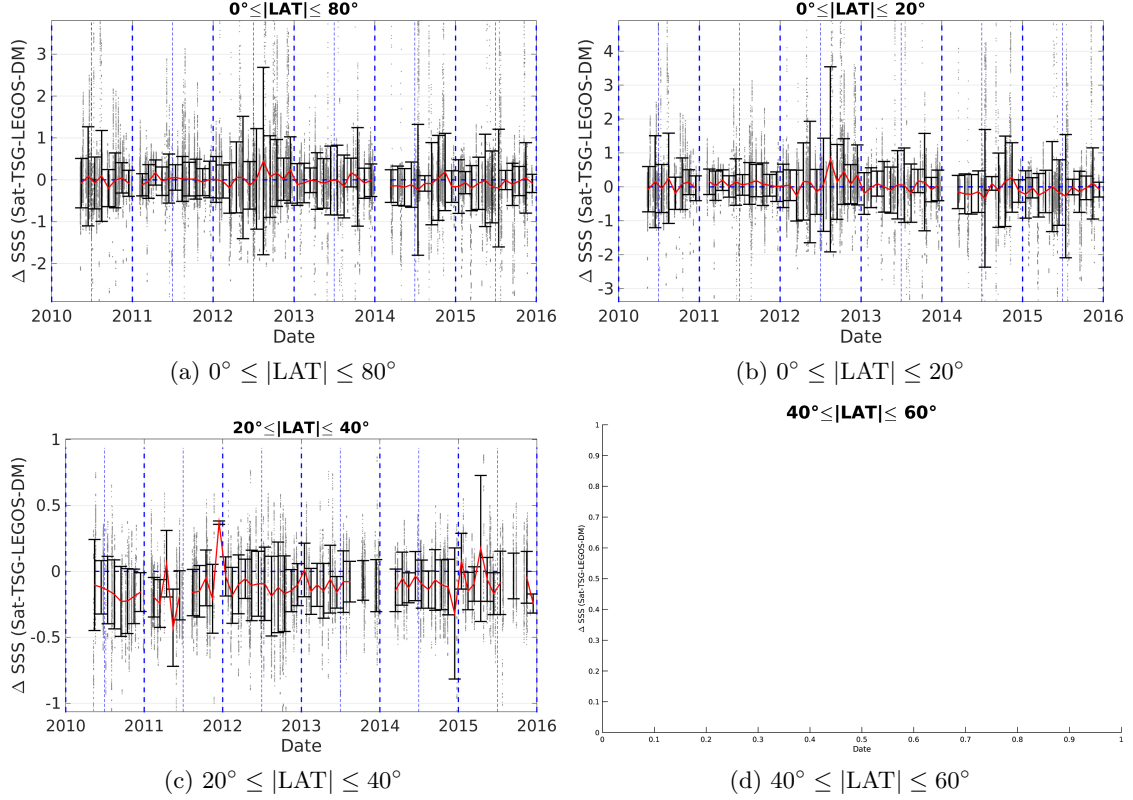 0°≤|LAT|≤ 80°
Δ SSS (Sat-TSG-LEGOS-DM)
3
2
1
0
-1
-2
2010 2011 2012 2013 2014 2015 2016
Date
(a) 0° ≤ |LAT| ≤ 80°
0°≤|LAT|≤ 20°
Δ SSS (Sat-TSG-LEGOS-DM)
4
3
2
1
0
-1
-2
-3
2010 2011 2012 2013 2014 2015 2016
Date
(b) 0° ≤ |LAT| ≤ 20°
20°≤|LAT|≤ 40°
Δ SSS (Sat-TSG-LEGOS-DM)
1
0.5
0
-0.5
-1
2010 2011 2012 2013 2014 2015 2016
Date
(c) 20° ≤ |LAT| ≤ 40°
40°≤|LAT|≤ 60°
Δ SSS (Sat-TSG-LEGOS-DM)
1
0.9
0.8
0.7
0.6
0.5
0.4
0.3
0.2
0.1
0
0 0.1 0.2 0.3 0.4 0.5 0.6 0.7 0.8 0.9 1
Date
(d) 40° ≤ |LAT| ≤ 60°